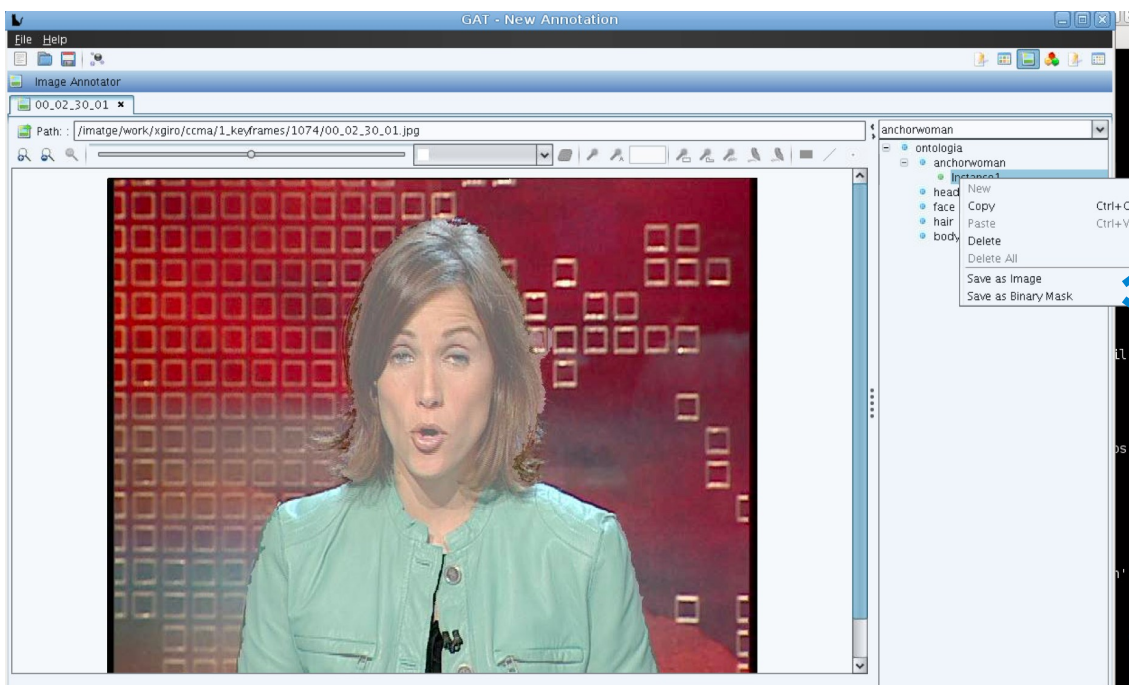 GAT - New Annotation
File Help
Image Annotator
00_02_30_01
Path: : /imatge/work/xgiro/ccma/1_keyframes/1074/00_02_30_01.jpg
anchorwoman
ontologia
anchorwoman
Instance1
head
face
hair
body
New
Copy Ctrl+C
Paste Ctrl+V
Delete
Delete All
Save as Image
Save as Binary Mask